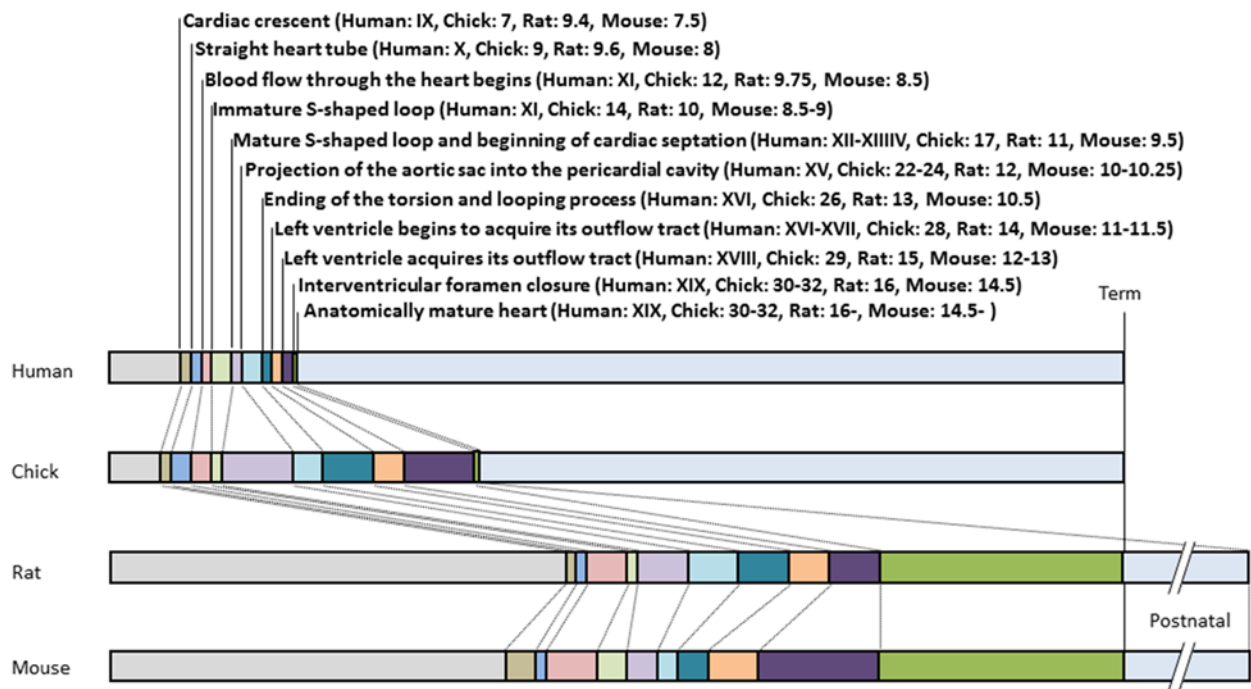 Cardiac crescent (Human: IX, Chick: 7, Rat: 9.4, Mouse: 7.5)
Straight heart tube (Human: X, Chick: 9, Rat: 9.6, Mouse: 8)
Blood flow through the heart begins (Human: XI, Chick: 12, Rat: 9.75, Mouse: 8.5)
Immature S-shaped loop (Human: XI, Chick: 14, Rat: 10, Mouse: 8.5-9)
Mature S-shaped loop and beginning of cardiac septation (Human: XII-XIIIIV, Chick: 17, Rat: 11, Mouse: 9.5)
Projection of the aortic sac into the pericardial cavity (Human: XV, Chick: 22-24, Rat: 12, Mouse: 10-10.25)
Ending of the torsion and looping process (Human: XVI, Chick: 26, Rat: 13, Mouse: 10.5)
Left ventricle begins to acquire its outflow tract (Human: XVI-XVII, Chick: 28, Rat: 14, Mouse: 11-11.5)
Left ventricle acquires its outflow tract (Human: XVIII, Chick: 29, Rat: 15, Mouse: 12-13)
Interventricular foramen closure (Human: XIX, Chick: 30-32, Rat: 16, Mouse: 14.5)
Term
Anatomically mature heart (Human: XIX, Chick: 30-32, Rat: 16-, Mouse: 14.5- )
Human
Chick
Rat
Postnatal
Mouse